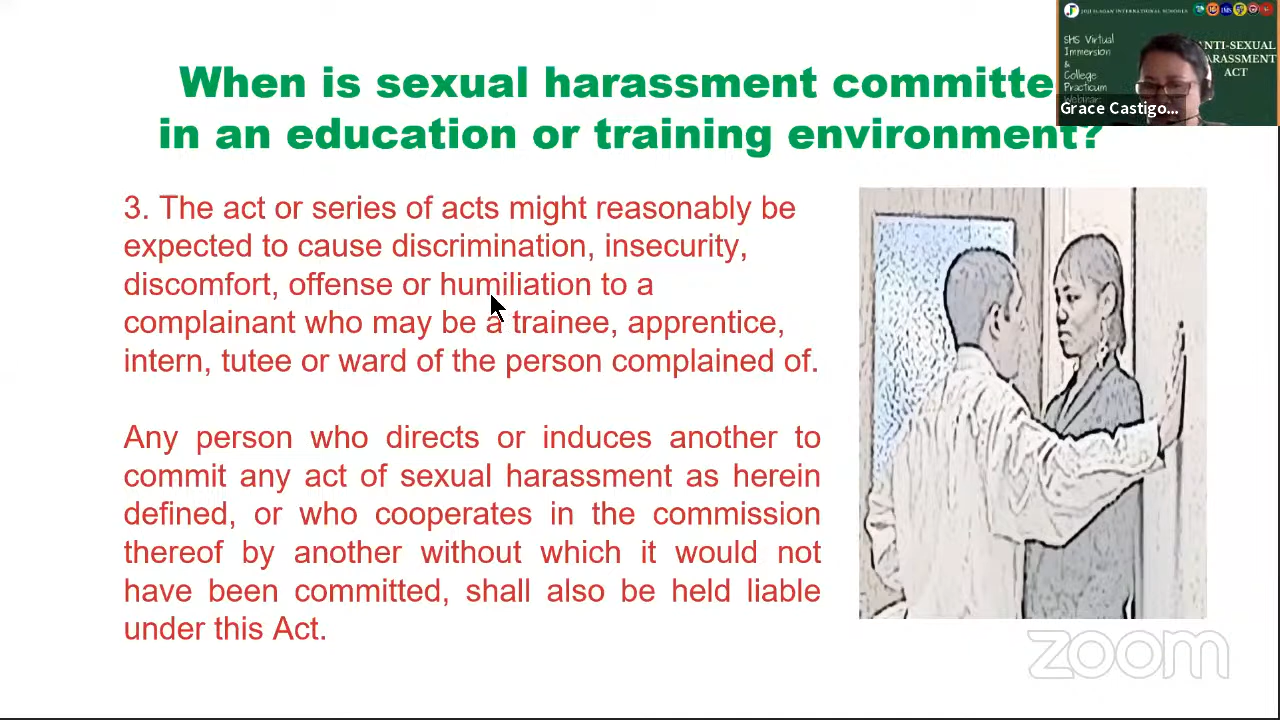 When is sexual harassment committe
in an education or training environment?
3. The act or series of acts might reasonably be
expected to cause discrimination, insecurity,
discomfort, offense or humiliation to a
complainant who may be a trainee, apprentice,
intern, tutee or ward of the person complained of.
Any person who directs or induces another to
commit any act of sexual harassment as herein
defined, or who cooperates in the commission
thereof by another without which it would not
have been committed, shall also be held liable
under this Act.
SHS Virtual
Immersion
&
College
Practicum
Webinar:
NTI-SEXUAL
ARASSMENT
ACT
Grace Castigo...
zoom